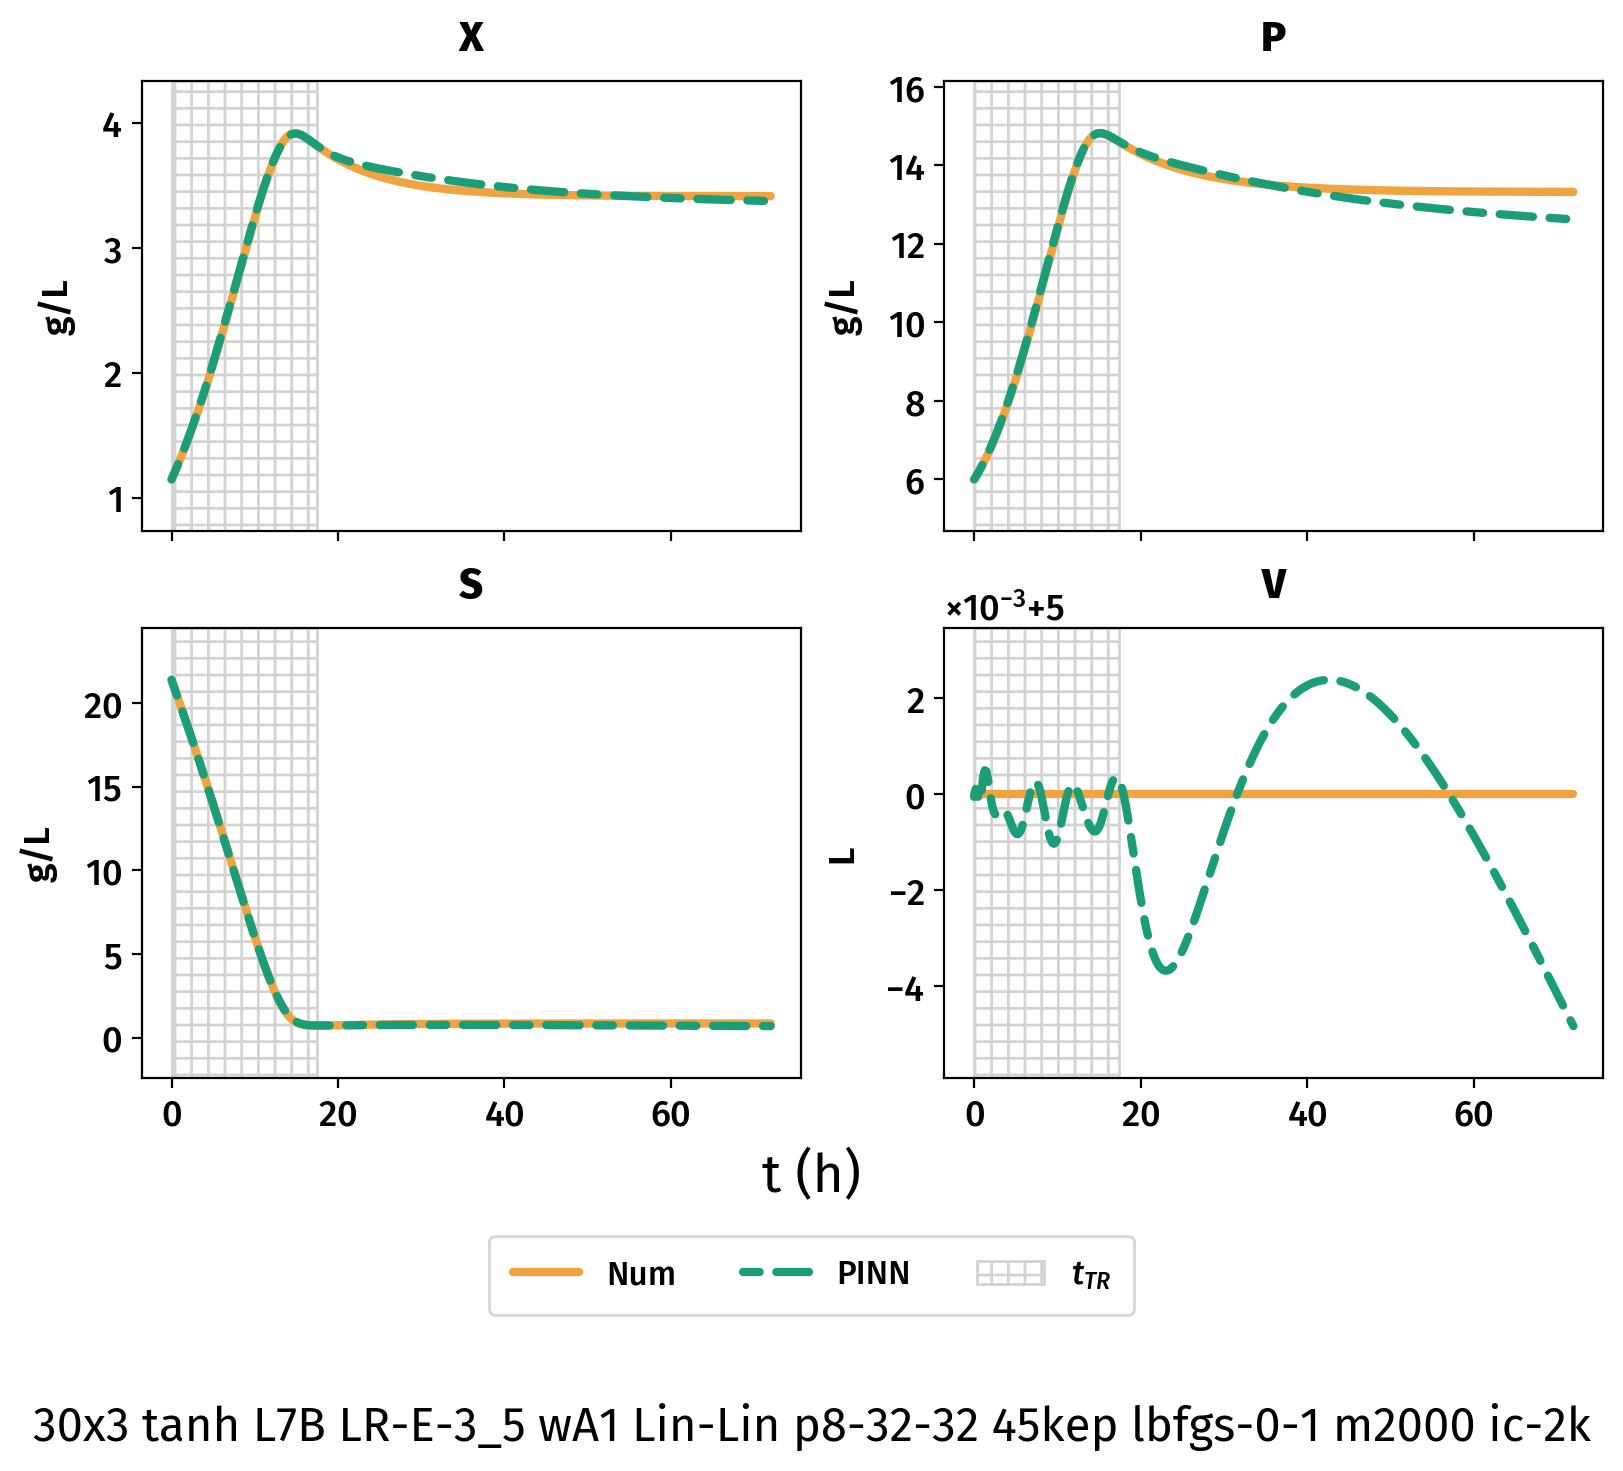 X
P
4
3
2
1
g/L
16
14
12
10
8
6
g/L
S
V
×10⁻³+5
20
15
10
5
0
g/L
2
0
−2
−4
L
0 20 40 60
0 20 40 60
t (h)
Num PINN t_TR
30x3 tanh L7B LR-E-3_5 wA1 Lin-Lin p8-32-32 45kep lbfgs-0-1 m2000 ic-2k